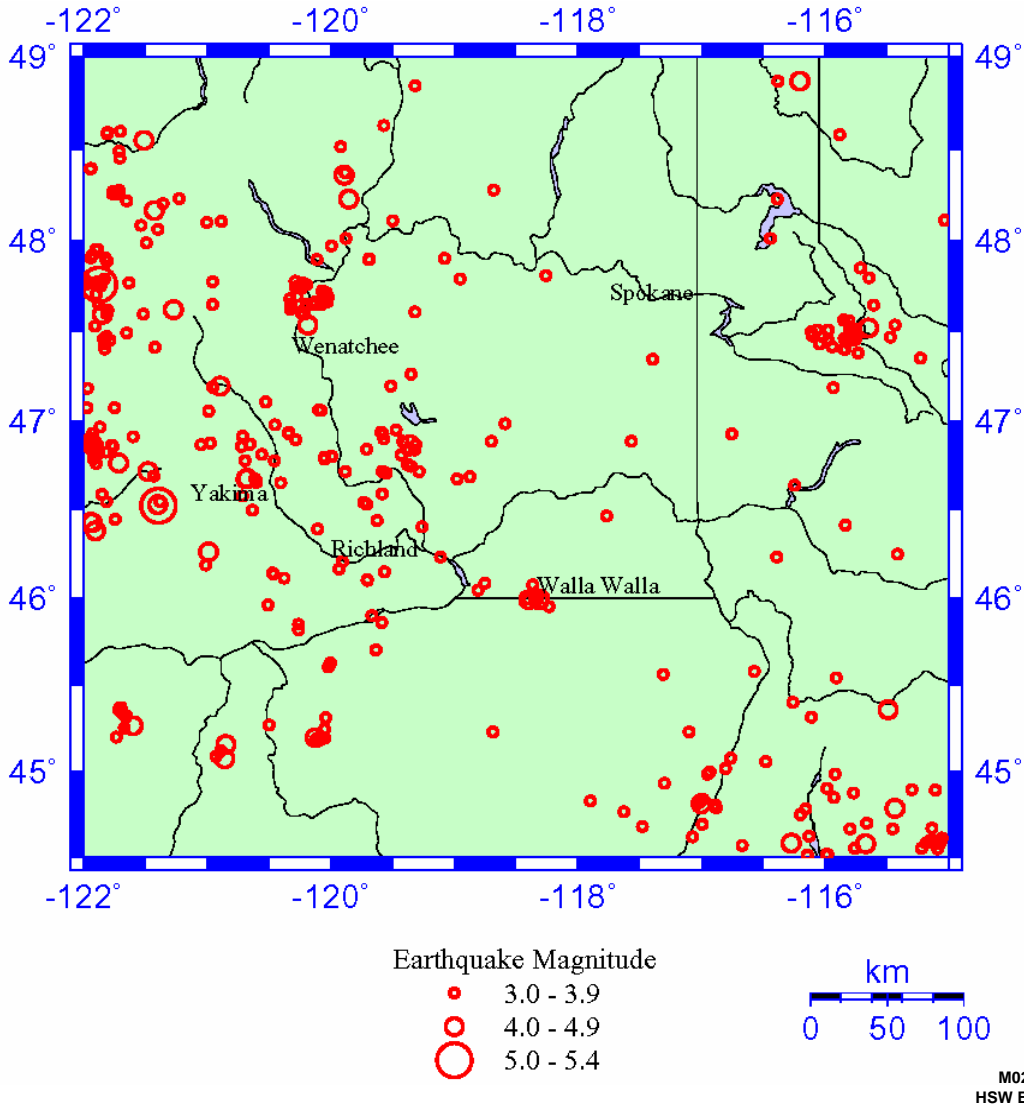 -122° -120° -118° -116°
49° 49°
48° 48°
Spokane
Wenatchee
47° 47°
Yakima
Richland
Walla Walla
46° 46°
45° 45°
-122° -120° -118° -116°
Earthquake Magnitude
3.0 - 3.9
4.0 - 4.9
5.0 - 5.4
km
0 50 100
M02
HSW E